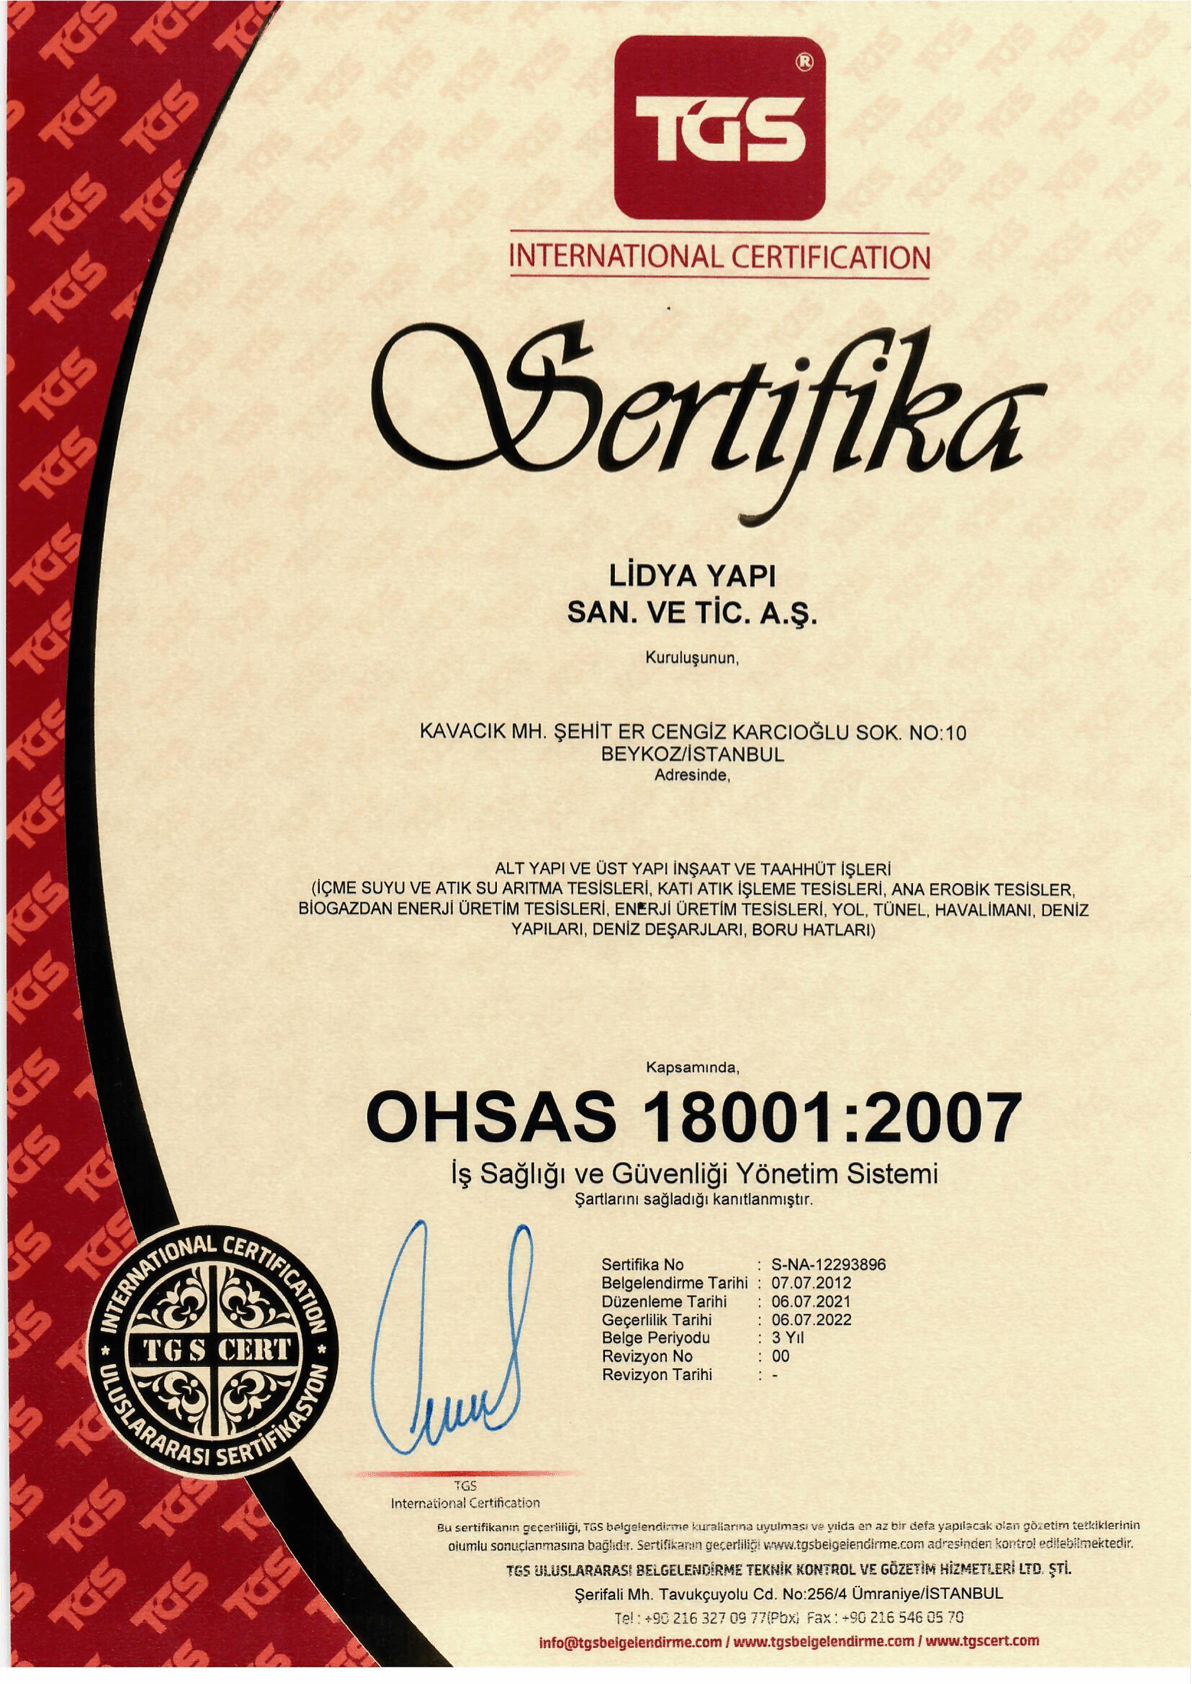 TGS
®
INTERNATIONAL CERTIFICATION
Sertifika
LİDYA YAPI
SAN. VE TİC. A.Ş.
Kuruluşunun,
KAVACIK MH. ŞEHİT ER CENGİZ KARCIOĞLU SOK. NO:10
BEYKOZ/İSTANBUL
Adresinde,
ALT YAPI VE ÜST YAPI İNŞAAT VE TAAHHÜT İŞLERİ
(İÇME SUYU VE ATIK SU ARITMA TESİSLERİ, KATI ATIK İŞLEME TESİSLERİ, ANA EROBİK TESİSLER,
BİOGAZDAN ENERJİ ÜRETİM TESİSLERİ, ENERJİ ÜRETİM TESİSLERİ, YOL, TÜNEL, HAVALİMANI, DENİZ
YAPILARI, DENİZ DEŞARJLARI, BORU HATLARI)
Kapsamında,
OHSAS 18001:2007
İş Sağlığı ve Güvenliği Yönetim Sistemi
Şartlarını sağladığı kanıtlanmıştır.
Sertifika No : S-NA-12293896
Belgelendirme Tarihi : 07.07.2012
Düzenleme Tarihi : 06.07.2021
Geçerlilik Tarihi : 06.07.2022
Belge Periyodu : 3 Yıl
Revizyon No : 00
Revizyon Tarihi : -
INTERNATIONAL CERTIFICATION
TGS CERT
ULUSLARARASI SERTİFİKASYON
TGS
International Certification
Bu sertifikanın geçerliliği, TGS belgelendirme kurallarına uyulması ve yılda en az bir defa yapılacak olan gözetim tetkiklerinin
olumlu sonuçlanmasına bağlıdır. Sertifikanın geçerliliği www.tgsbelgelendirme.com adresinden kontrol edilebilmektedir.
TGS ULUSLARARASI BELGELENDİRME TEKNİK KONTROL VE GÖZETİM HİZMETLERİ LTD. ŞTİ.
Şerifali Mh. Tavukçuyolu Cd. No:256/4 Ümraniye/İSTANBUL
Tel : +90 216 327 09 77(Pbx) Fax : +90 216 546 05 70
info@tgsbelgelendirme.com / www.tgsbelgelendirme.com / www.tgscert.com